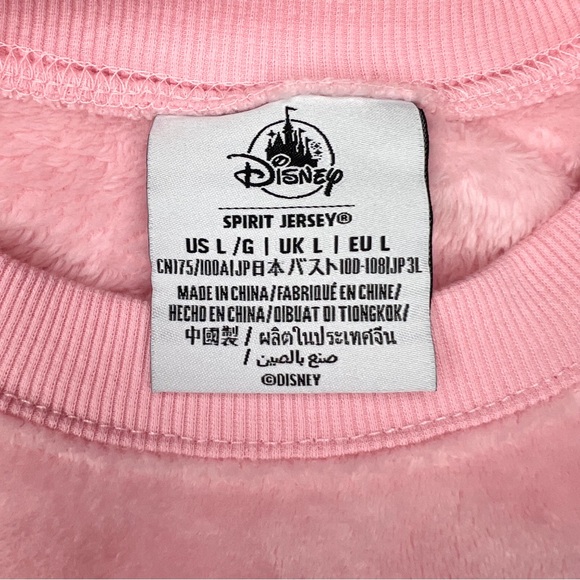 Disney
SPIRIT JERSEY®
US L /G | UK L | EU L
CN175/100A|JP日本 バスト100-108|JP 3L
MADE IN CHINA/FABRIQUÉ EN CHINE/
HECHO EN CHINA/DIBUAT DI TIONGKOK/
中國製 / ผลิตในประเทศจีน
/ صنع بالصين
©DISNEY